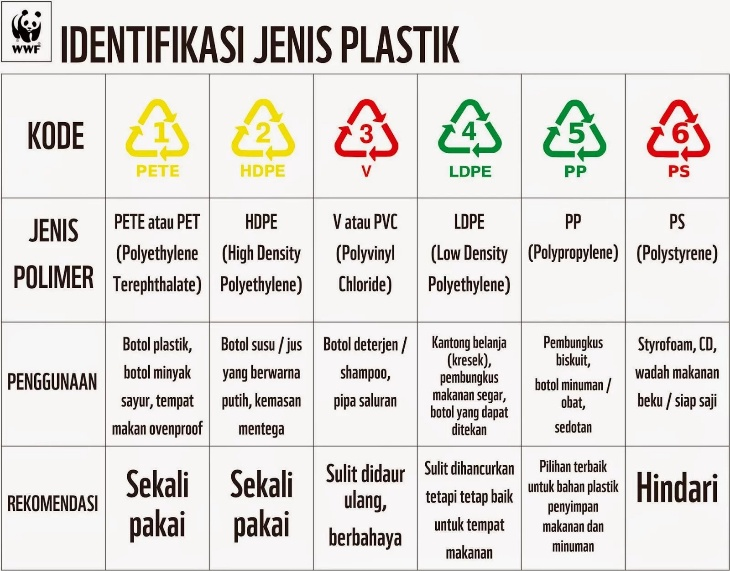 WWF
IDENTIFIKASI JENIS PLASTIK
KODE
1
PETE
2
HDPE
3
V
4
LDPE
5
PP
6
PS
JENIS
POLIMER
PETE atau PET
(Polyethylene
Terephthalate)
HDPE
(High Density
Polyethylene)
V atau PVC
(Polyvinyl
Chloride)
LDPE
(Low Density
Polyethylene)
PP
(Polypropylene)
PS
(Polystyrene)
PENGGUNAAN
Botol plastik,
botol minyak
sayur, tempat
makan ovenproof
Botol susu / jus
yang berwarna
putih, kemasan
mentega
Botol deterjen /
shampoo,
pipa saluran
Kantong belanja
(kresek),
pembungkus
makanan segar,
botol yang dapat
ditekan
Pembungkus
biskuit,
botol minuman /
obat,
sedotan
Styrofoam, CD,
wadah makanan
beku / siap saji
REKOMENDASI
Sekali
pakai
Sekali
pakai
Sulit didaur
ulang,
berbahaya
Sulit dihancurkan
tetapi tetap baik
untuk tempat
makanan
Pilihan terbaik
untuk bahan plastik
penyimpan
makanan dan
minuman
Hindari